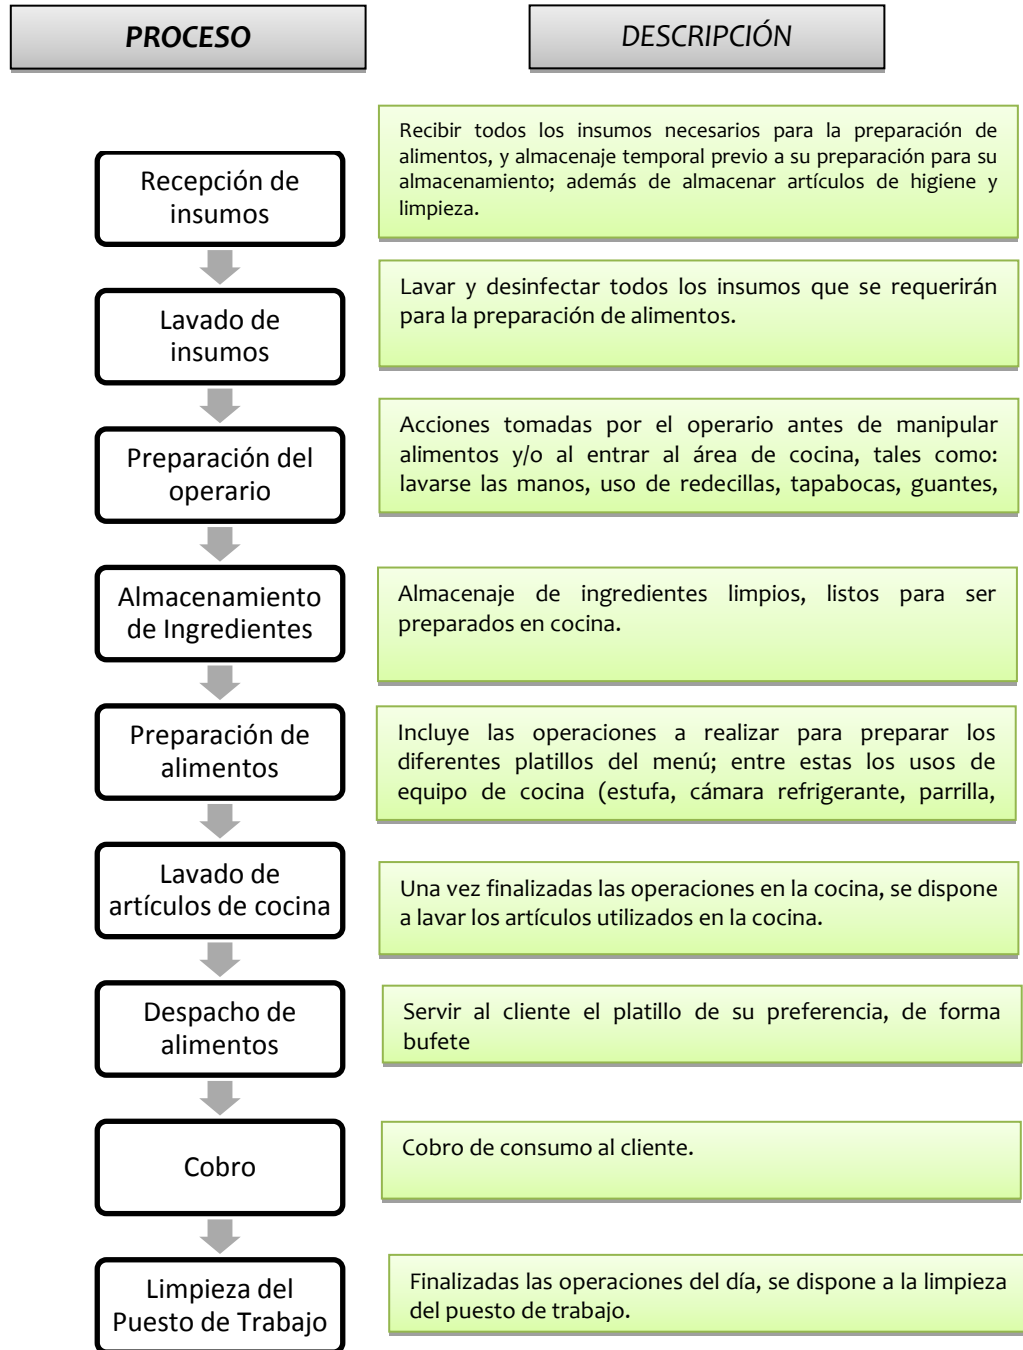 PROCESO
DESCRIPCIÓN
Recepción de
insumos
Recibir todos los insumos necesarios para la preparación de
alimentos, y almacenaje temporal previo a su preparación para su
almacenamiento; además de almacenar artículos de higiene y
limpieza.
Lavado de
insumos
Lavar y desinfectar todos los insumos que se requerirán
para la preparación de alimentos.
Preparación del
operario
Acciones tomadas por el operario antes de manipular
alimentos y/o al entrar al área de cocina, tales como:
lavarse las manos, uso de redecillas, tapabocas, guantes,
Almacenamiento
de Ingredientes
Almacenaje de ingredientes limpios, listos para ser
preparados en cocina.
Preparación de
alimentos
Incluye las operaciones a realizar para preparar los
diferentes platillos del menú; entre estas los usos de
equipo de cocina (estufa, cámara refrigerante, parrilla,
Lavado de
artículos de cocina
Una vez finalizadas las operaciones en la cocina, se dispone
a lavar los artículos utilizados en la cocina.
Despacho de
alimentos
Servir al cliente el platillo de su preferencia, de forma
bufete
Cobro
Cobro de consumo al cliente.
Limpieza del
Puesto de Trabajo
Finalizadas las operaciones del día, se dispone a la limpieza
del puesto de trabajo.